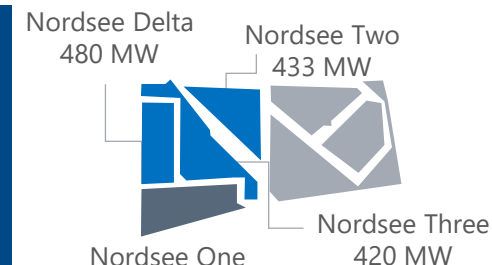 Nordsee Delta
480 MW
Nordsee Two
433 MW
Nordsee Three
420 MW
Nordsee One